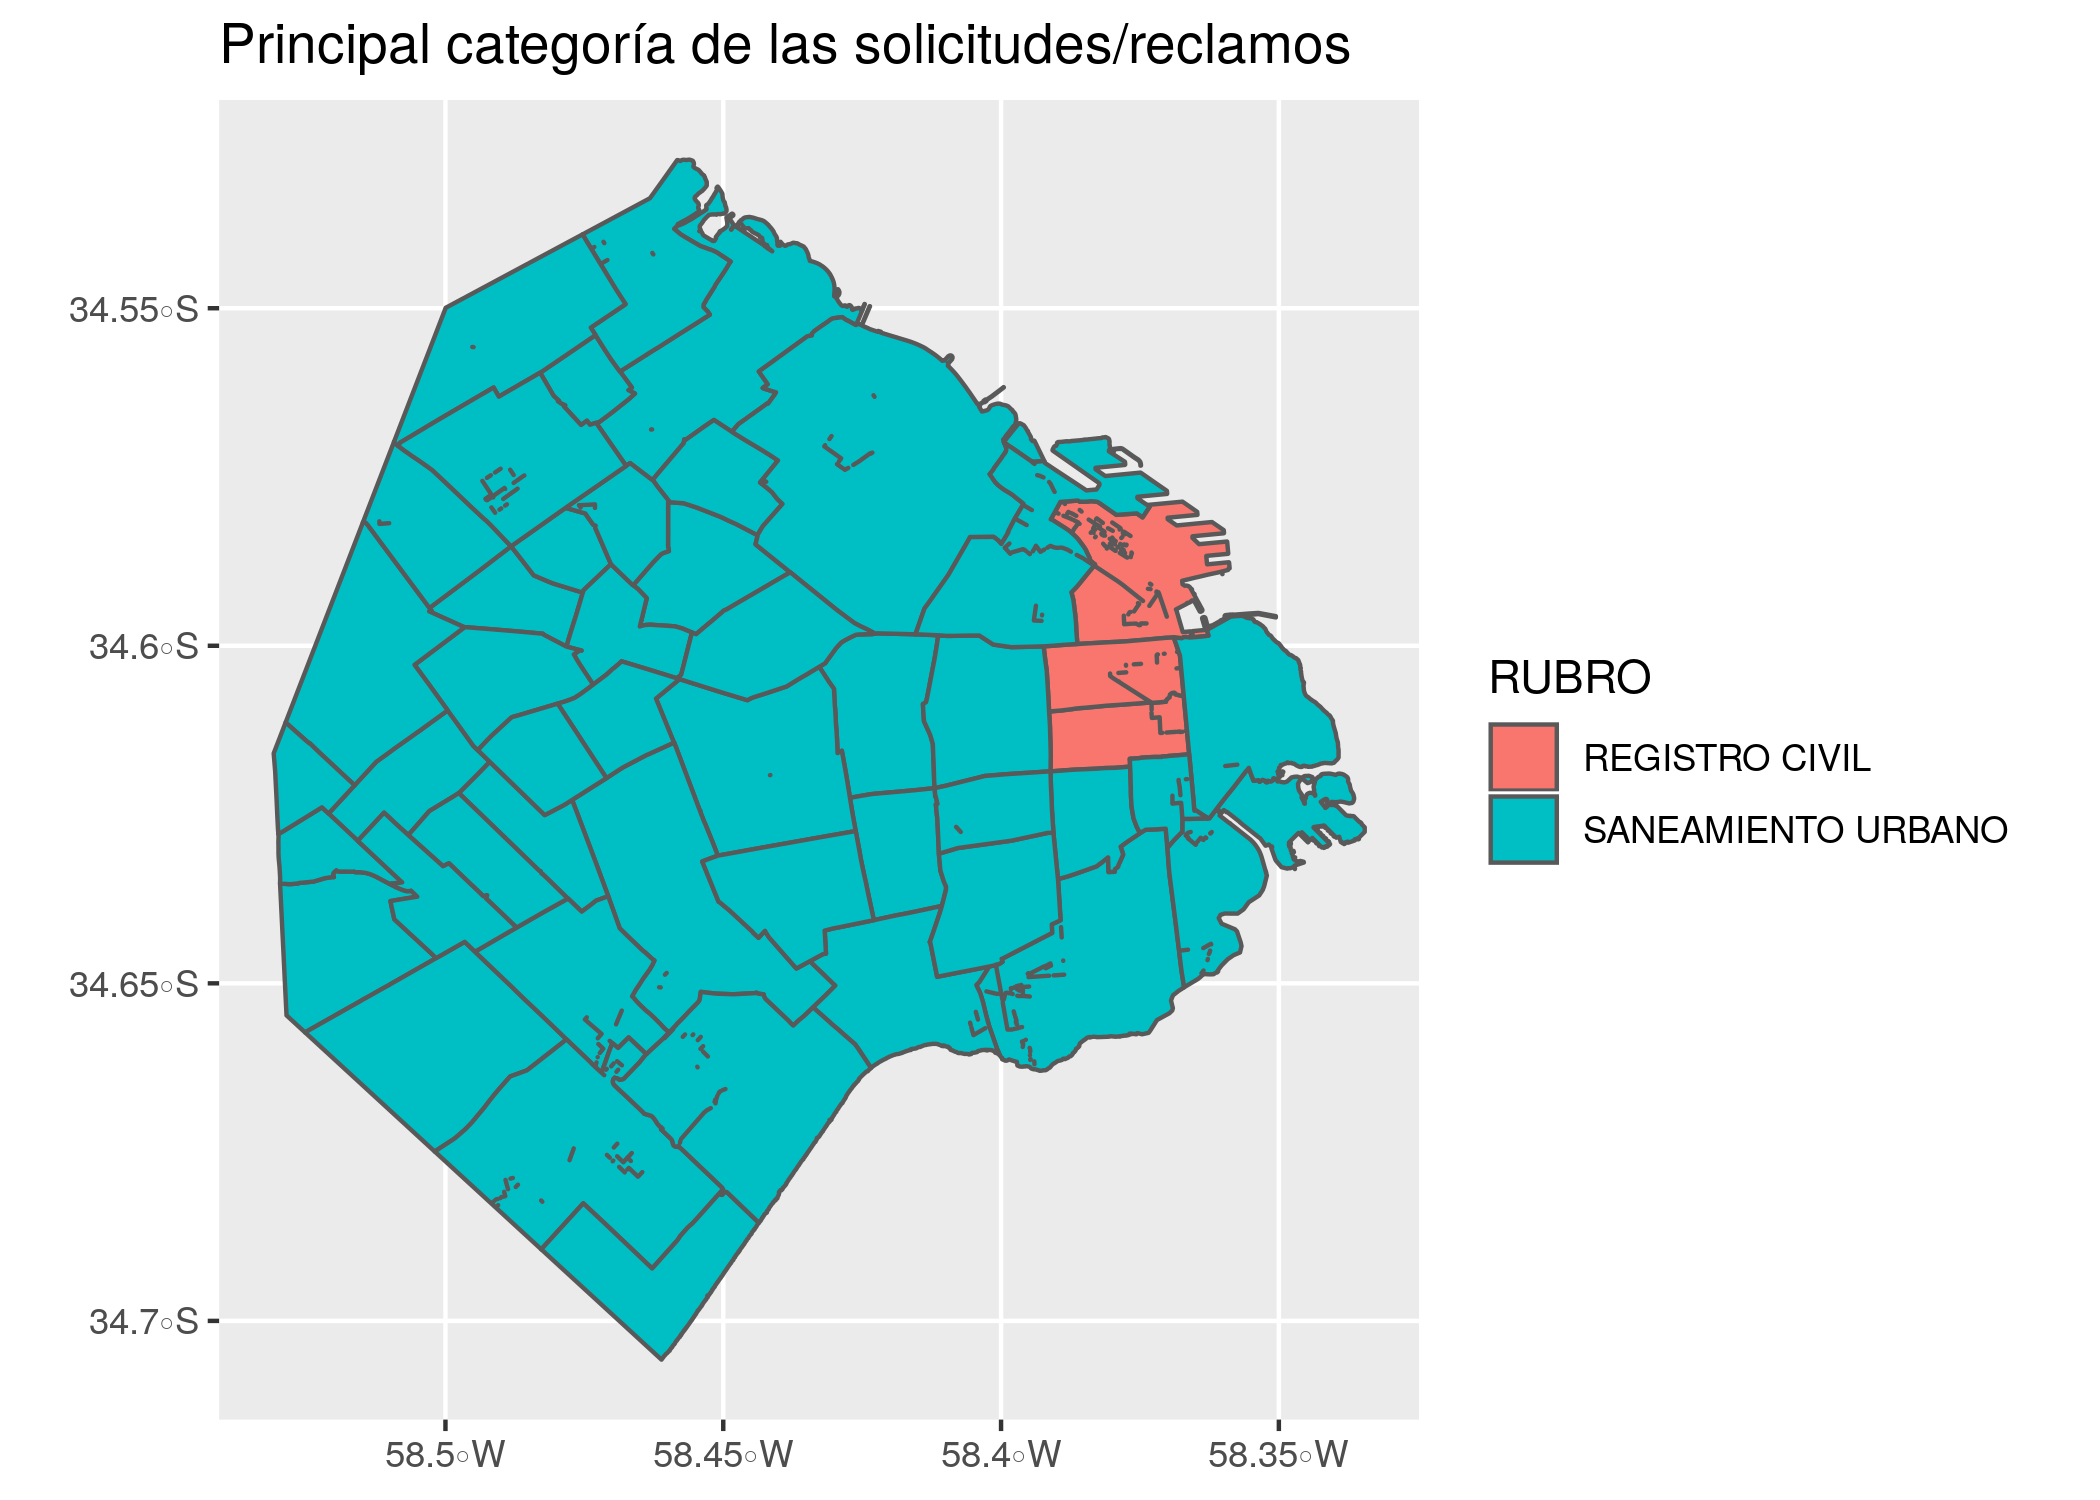 Principal categoría de las solicitudes/reclamos
34.55°S
34.6°S
34.65°S
34.7°S
58.5°W
58.45°W
58.4°W
58.35°W
RUBRO
REGISTRO CIVIL
SANEAMIENTO URBANO